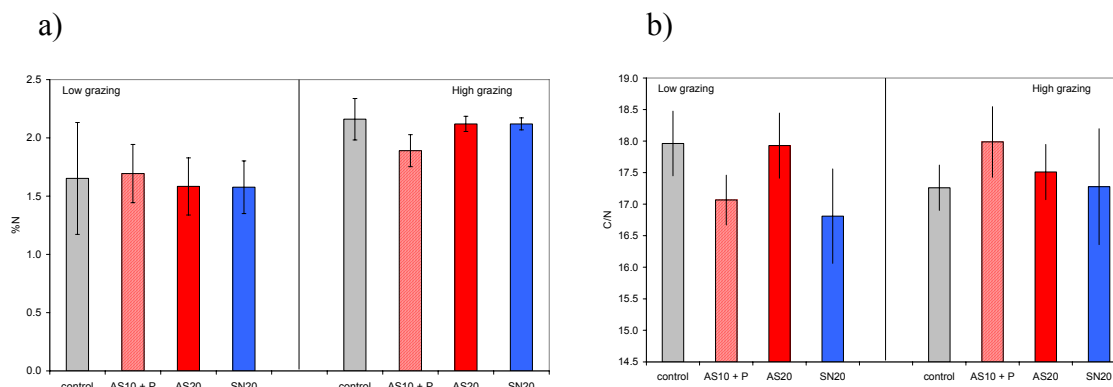 a)
2.5
Low grazing
High grazing
2.0
1.5
%N
1.0
0.5
0.0
control
AS10 + P
AS20
SN20
control
AS10 + P
AS20
SN20
b)
19.0
Low grazing
High grazing
18.5
18.0
17.5
17.0
C/N
16.5
16.0
15.5
15.0
14.5
control
AS10 + P
AS20
SN20
control
AS10 + P
AS20
SN20